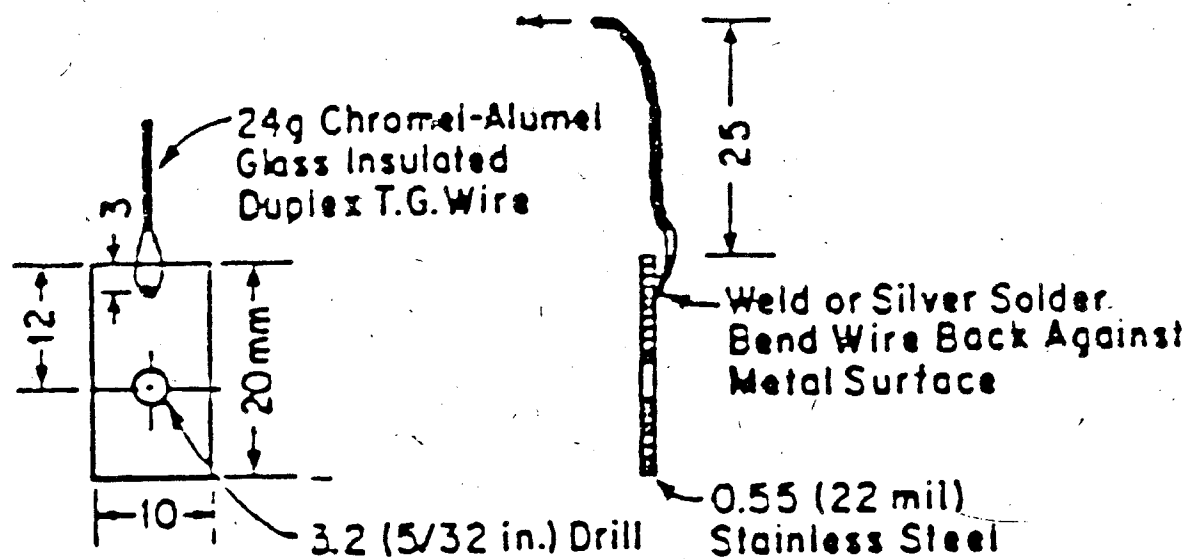 24g Chromel-Alumel
Glass Insulated
Duplex T.G. Wire
3
12
20mm
10
3.2 (5/32 in.) Drill
25
Weld or Silver Solder.
Bend Wire Back Against
Metal Surface
0.55 (22 mil)
Stainless Steel